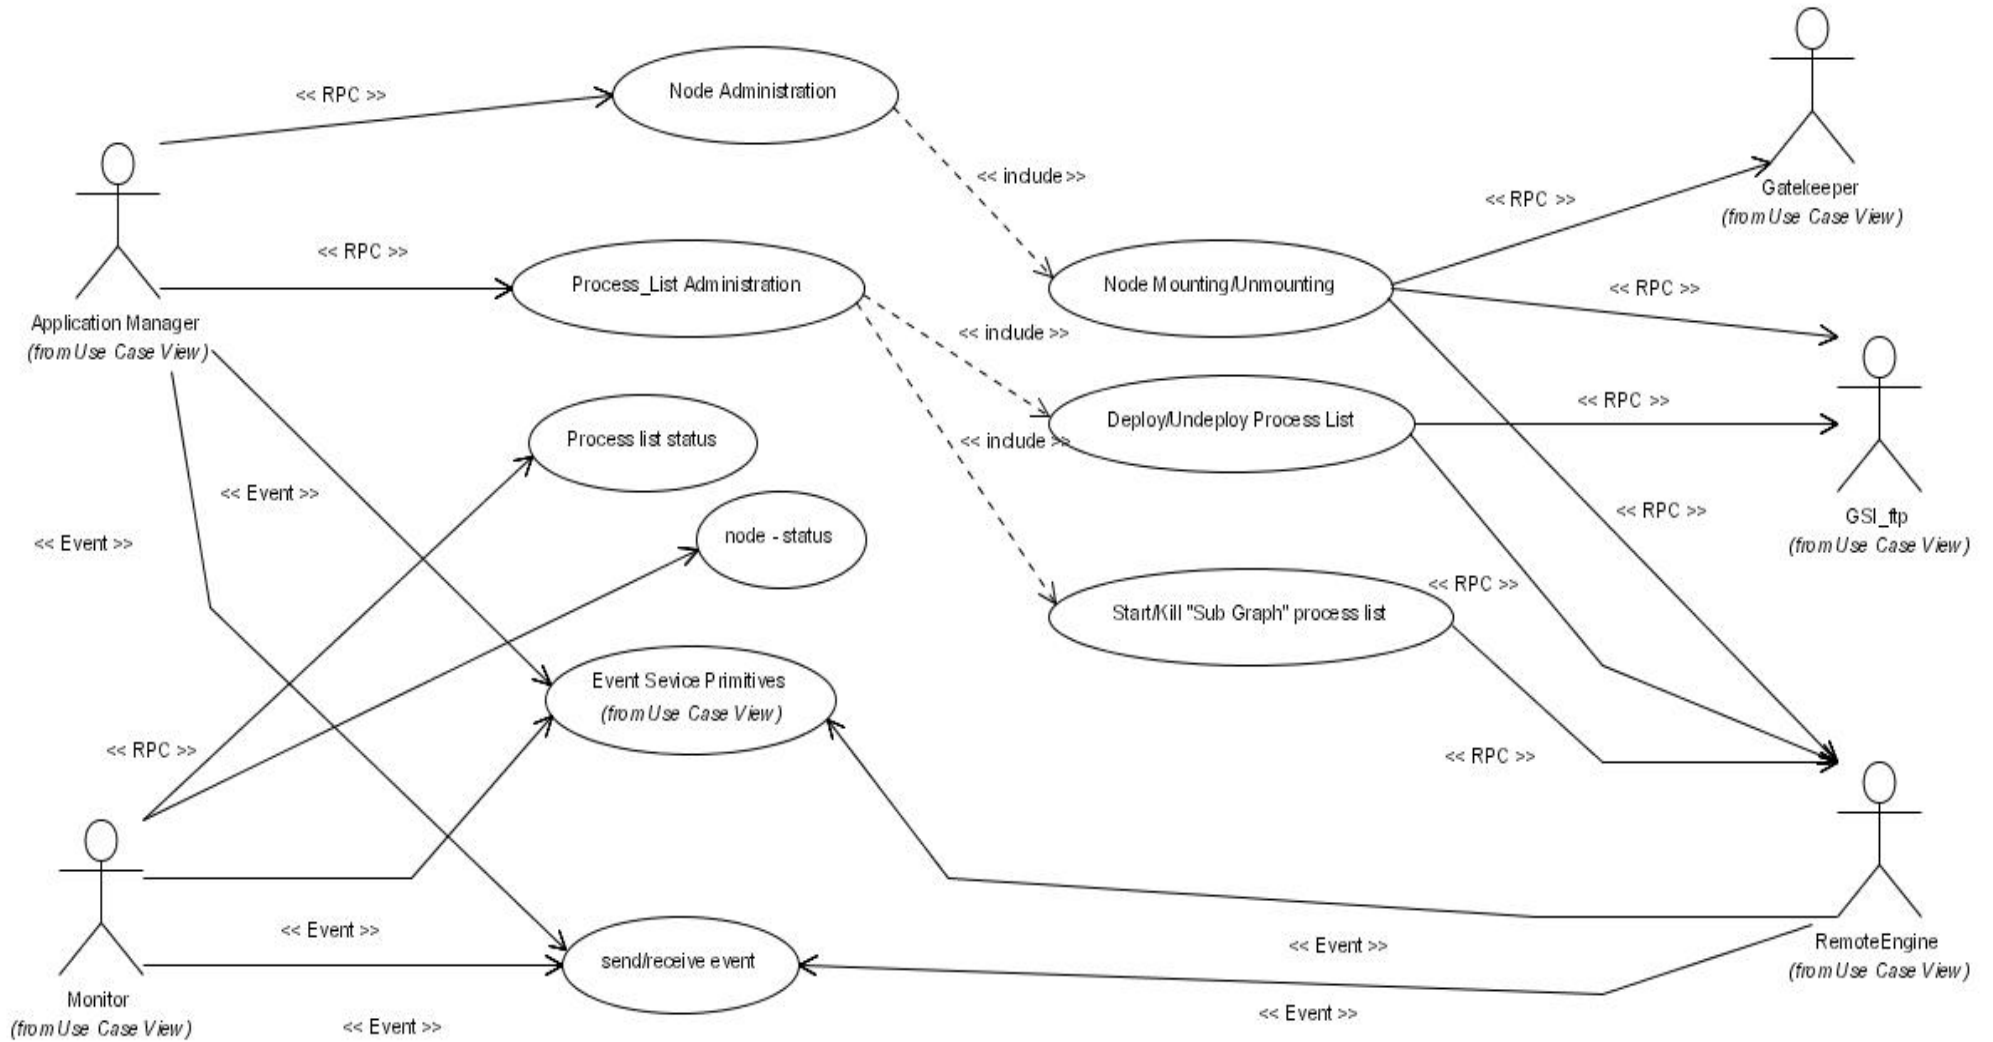 << RPC >>
Node Administration
<< include >>
Gatekeeper
(from Use Case View)
<< RPC >>
<< RPC >>
Process_List Administration
Node Mounting/Unmounting
<< RPC >>
Application Manager
(from Use Case View)
<< include >>
<< RPC >>
Process list status
Deploy/Undeploy Process List
<< include >>
<< Event >>
<< RPC >>
GSI_ftp
(from Use Case View)
<< Event >>
node - status
<< RPC >>
Start/Kill "Sub Graph" process list
Event Sevice Primitives
(from Use Case View)
<< RPC >>
<< RPC >>
<< Event >>
<< Event >>
RemoteEngine
(from Use Case View)
send/receive event
Monitor
(from Use Case View)
<< Event >>
<< Event >>